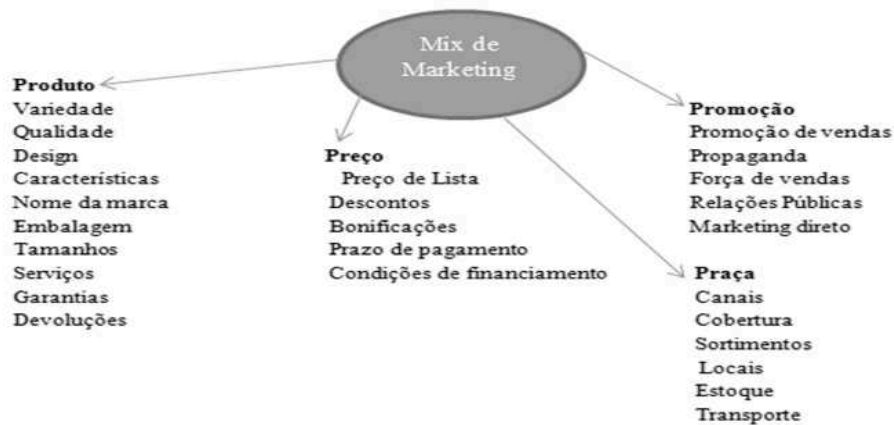 Mix de
Marketing
Produto
Variedade
Qualidade
Design
Características
Nome da marca
Embalagem
Tamanhos
Serviços
Garantias
Devoluções
Preço
Preço de Lista
Descontos
Bonificações
Prazo de pagamento
Condições de financiamento
Promoção
Promoção de vendas
Propaganda
Força de vendas
Relações Públicas
Marketing direto
Praça
Canais
Cobertura
Sortimentos
Locais
Estoque
Transporte